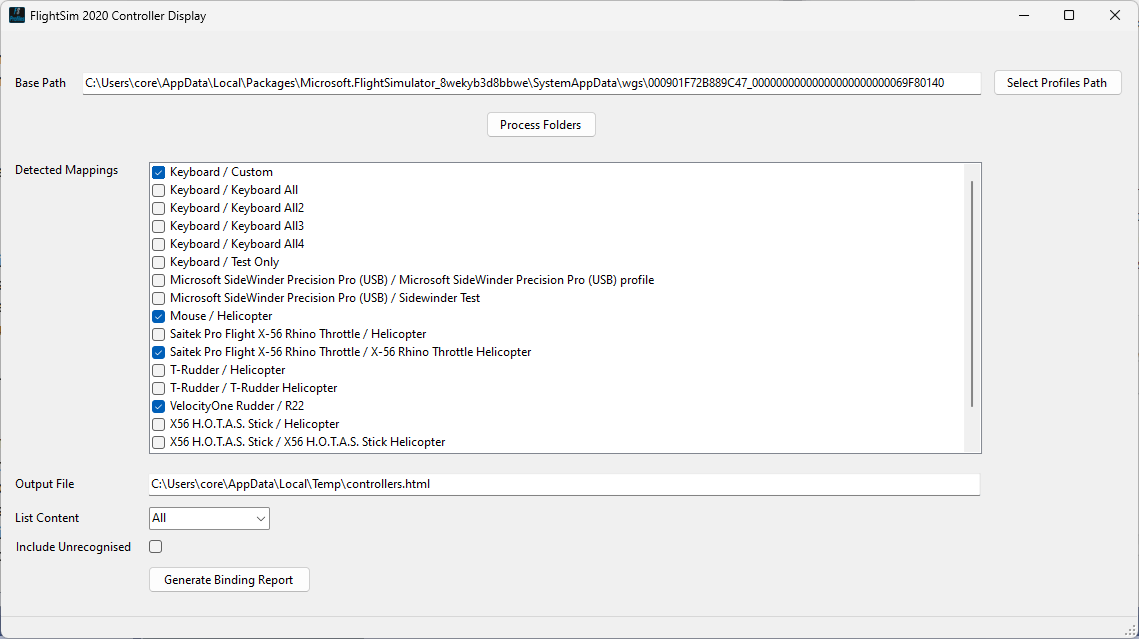 FlightSim 2020 Controller Display
Base Path C:\Users\core\AppData\Local\Packages\Microsoft.FlightSimulator_8wekyb3d8bbwe\SystemAppData\wgs\000901F72B889C47_00000000000000000000000069F80140 Select Profiles Path
Process Folders
Detected Mappings
Keyboard / Custom
Keyboard / Keyboard All
Keyboard / Keyboard All2
Keyboard / Keyboard All3
Keyboard / Keyboard All4
Keyboard / Test Only
Microsoft SideWinder Precision Pro (USB) / Microsoft SideWinder Precision Pro (USB) profile
Microsoft SideWinder Precision Pro (USB) / Sidewinder Test
Mouse / Helicopter
Saitek Pro Flight X-56 Rhino Throttle / Helicopter
Saitek Pro Flight X-56 Rhino Throttle / X-56 Rhino Throttle Helicopter
T-Rudder / Helicopter
T-Rudder / T-Rudder Helicopter
VelocityOne Rudder / R22
X56 H.O.T.A.S. Stick / Helicopter
X56 H.O.T.A.S. Stick / X56 H.O.T.A.S. Stick Helicopter
Output File C:\Users\core\AppData\Local\Temp\controllers.html
List Content All
Include Unrecognised
Generate Binding Report